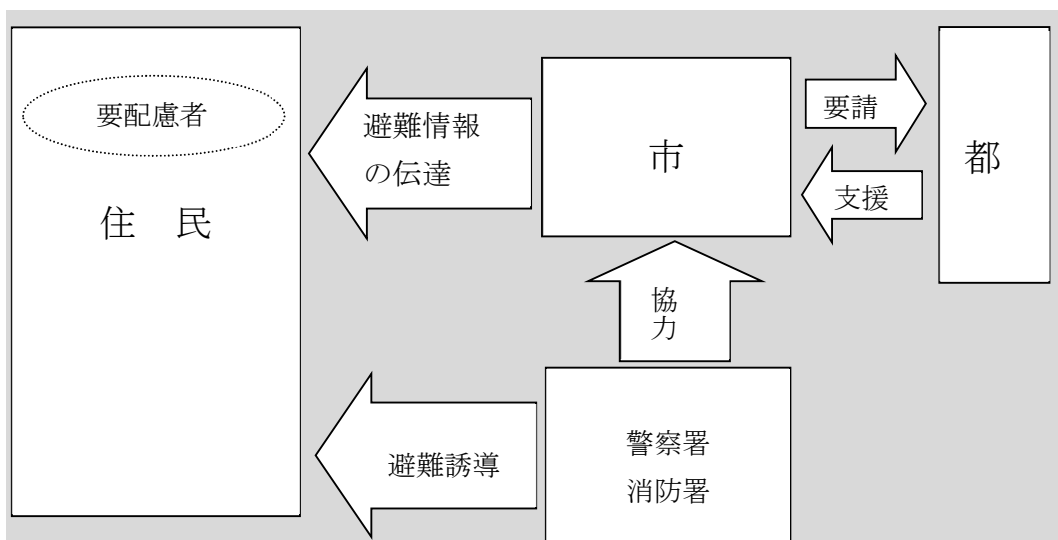 要配慮者
住　民
避難情報
の伝達
市
要請
支援
都
協
力
避難誘導
警察署
消防署